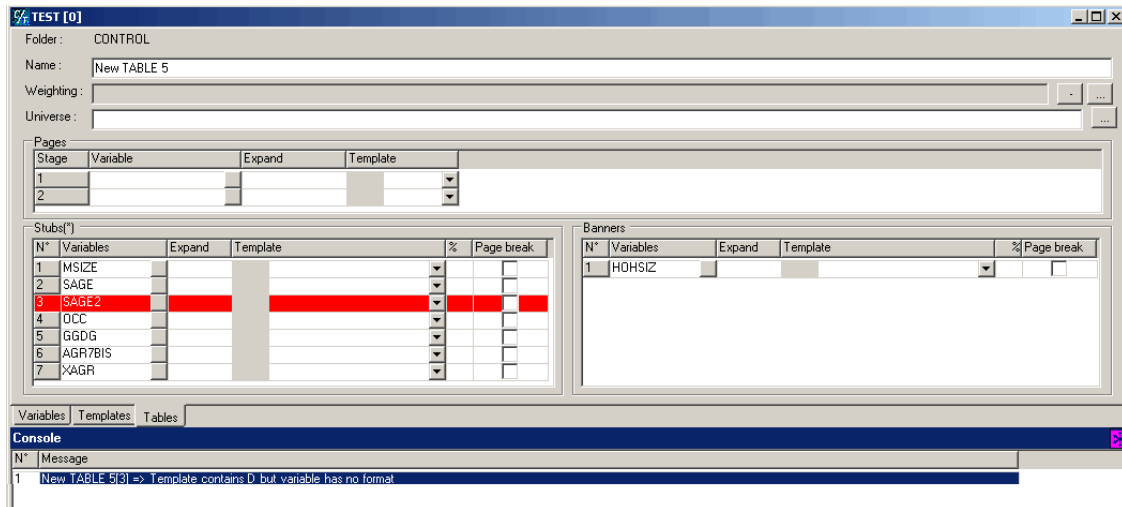 TEST [0]
Folder : CONTROL
Name : New TABLE 5
Weighting : - ...
Universe : ...
Pages
Stage Variable Expand Template
1
2
Stubs(*)
N° Variables Expand Template % Page break
1 MSIZE
2 SAGE
3 SAGE2
4 OCC
5 GGDG
6 AGR7BIS
7 XAGR
Banners
N° Variables Expand Template % Page break
1 HOHSIZ
Variables Templates Tables
Console
N° Message
1 New TABLE 5[3] => Template contains D but variable has no format